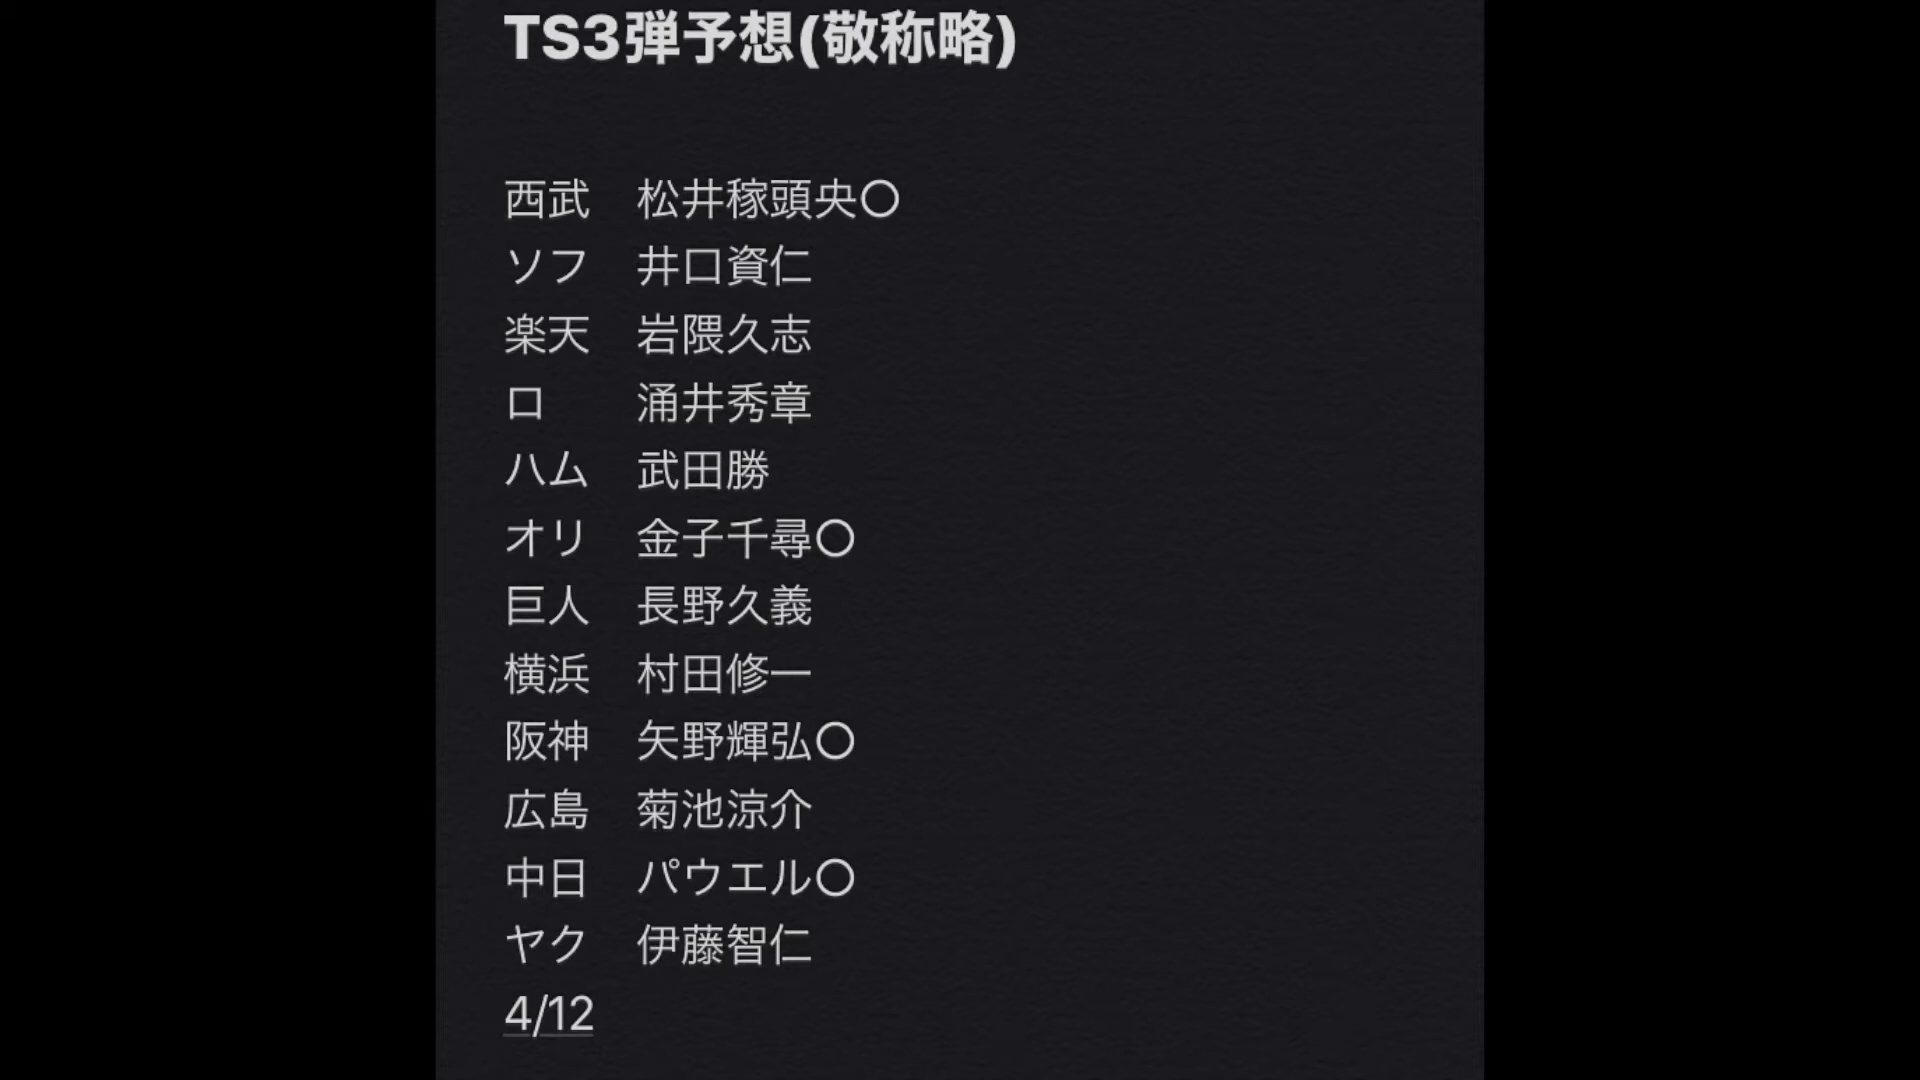 TS3弾予想(敬称略)
西武　松井稼頭央〇
ソフ　井口資仁
楽天　岩隈久志
ロ　　涌井秀章
ハム　武田勝
オリ　金子千尋〇
巨人　長野久義
横浜　村田修一
阪神　矢野輝弘〇
広島　菊池涼介
中日　パウエル〇
ヤク　伊藤智仁
4/12